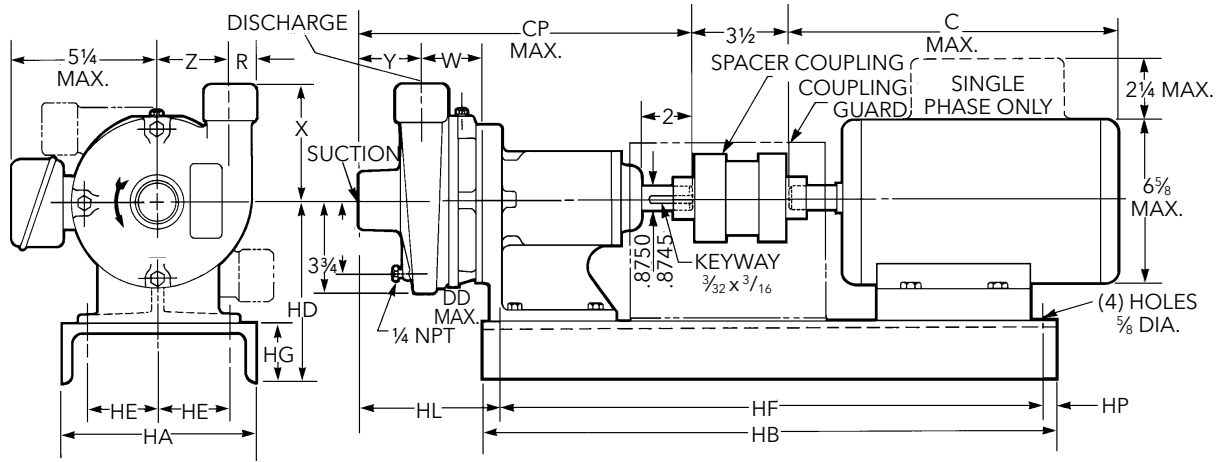 DISCHARGE
CP
MAX.
3½
C
MAX.
5¼
MAX.
Z
R
Y
W
SPACER COUPLING
COUPLING
GUARD
SINGLE
PHASE ONLY
2¼ MAX.
X
2
SUCTION
6⅝
MAX.
3¾
HD
DD
MAX.
¼ NPT
.8750
.8745
KEYWAY
3/32 x 3/16
(4) HOLES
⅝ DIA.
HG
HE
HE
HA
HL
HF
HP
HB